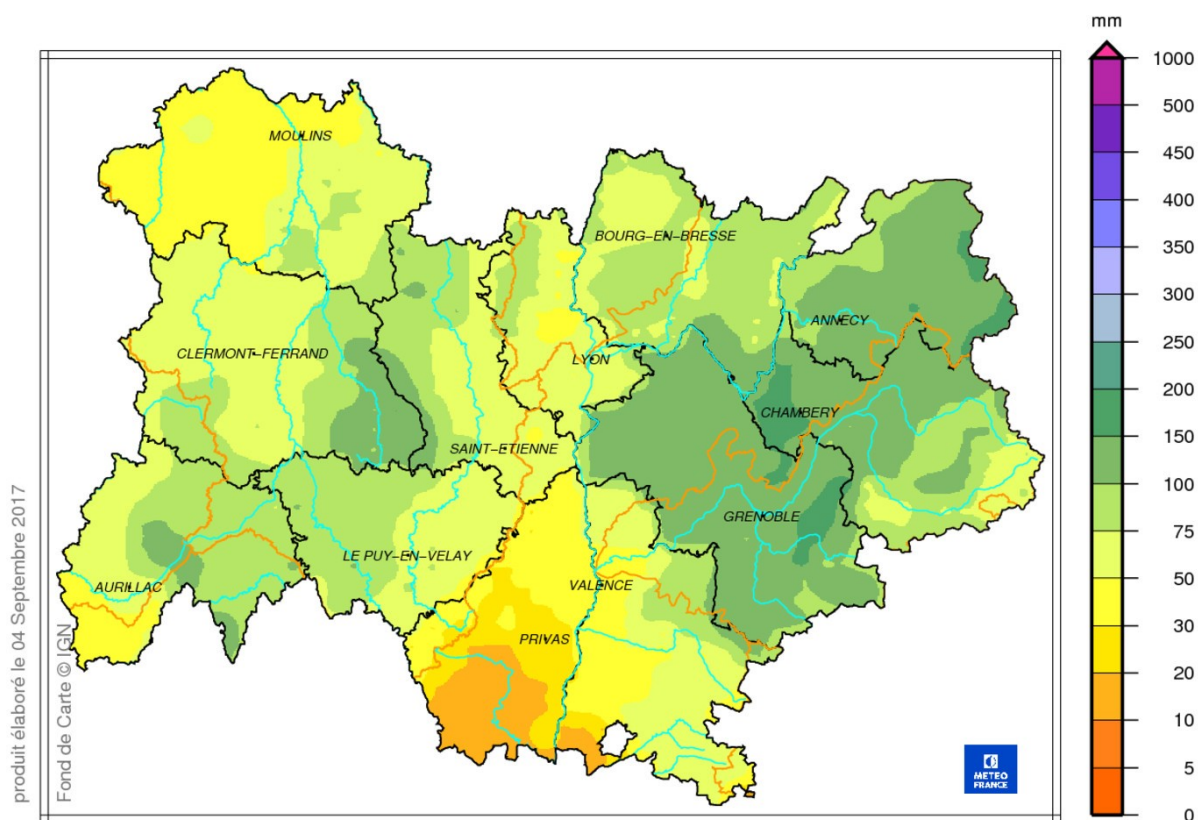 mm
1000
500
450
400
350
300
250
200
150
100
75
50
30
20
10
5
0
MOULINS
BOURG-EN-BRESSE
ANNECY
CLERMONT-FERRAND
LYON
CHAMBERY
SAINT-ETIENNE
GRENOBLE
LE PUY-EN-VELAY
AURILLAC
VALENCE
PRIVAS
produit élaboré le 04 Septembre 2017
Fond de Carte © IGN
METEO
FRANCE